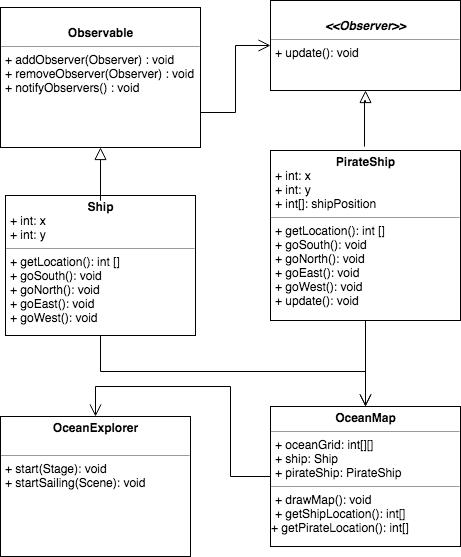 Observable
+ addObserver(Observer) : void
+ removeObserver(Observer) : void
+ notifyObservers() : void
<<Observer>>
+ update(): void
Ship
+ int: x
+ int: y
+ getLocation(): int []
+ goSouth(): void
+ goNorth(): void
+ goEast(): void
+ goWest(): void
PirateShip
+ int: x
+ int: y
+ int[]: shipPosition
+ getLocation(): int []
+ goSouth(): void
+ goNorth(): void
+ goEast(): void
+ goWest(): void
+ update(): void
OceanExplorer
+ start(Stage): void
+ startSailing(Scene): void
OceanMap
+ oceanGrid: int[][]
+ ship: Ship
+ pirateShip: PirateShip
+ drawMap(): void
+ getShipLocation(): int[]
+ getPirateLocation(): int[]